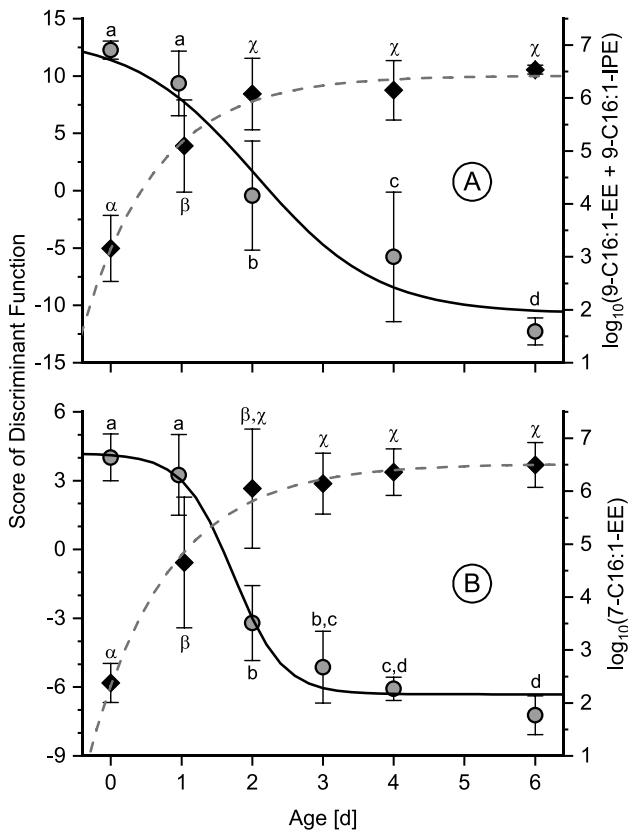 Score of Discriminant Function
15
10
5
0
-5
-10
-15
a
a
χ
χ
χ
α
β
b
c
d
A
7
6
5
4
3
2
1
log10(9-C16:1-EE + 9-C16:1-IPE)
6
3
0
-3
-6
-9
a
a
β,χ
χ
χ
χ
α
β
b
b,c
c,d
d
B
7
6
5
4
3
2
1
log10(7-C16:1-EE)
0 1 2 3 4 5 6
Age [d]